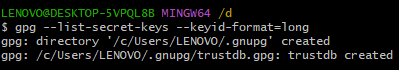 LENOVO@DESKTOP-5VPQL8B MINGW64 /d
$ gpg --list-secret-keys --keyid-format=long
gpg: directory '/c/Users/LENOVO/.gnupg' created
gpg: /c/Users/LENOVO/.gnupg/trustdb.gpg: trustdb created